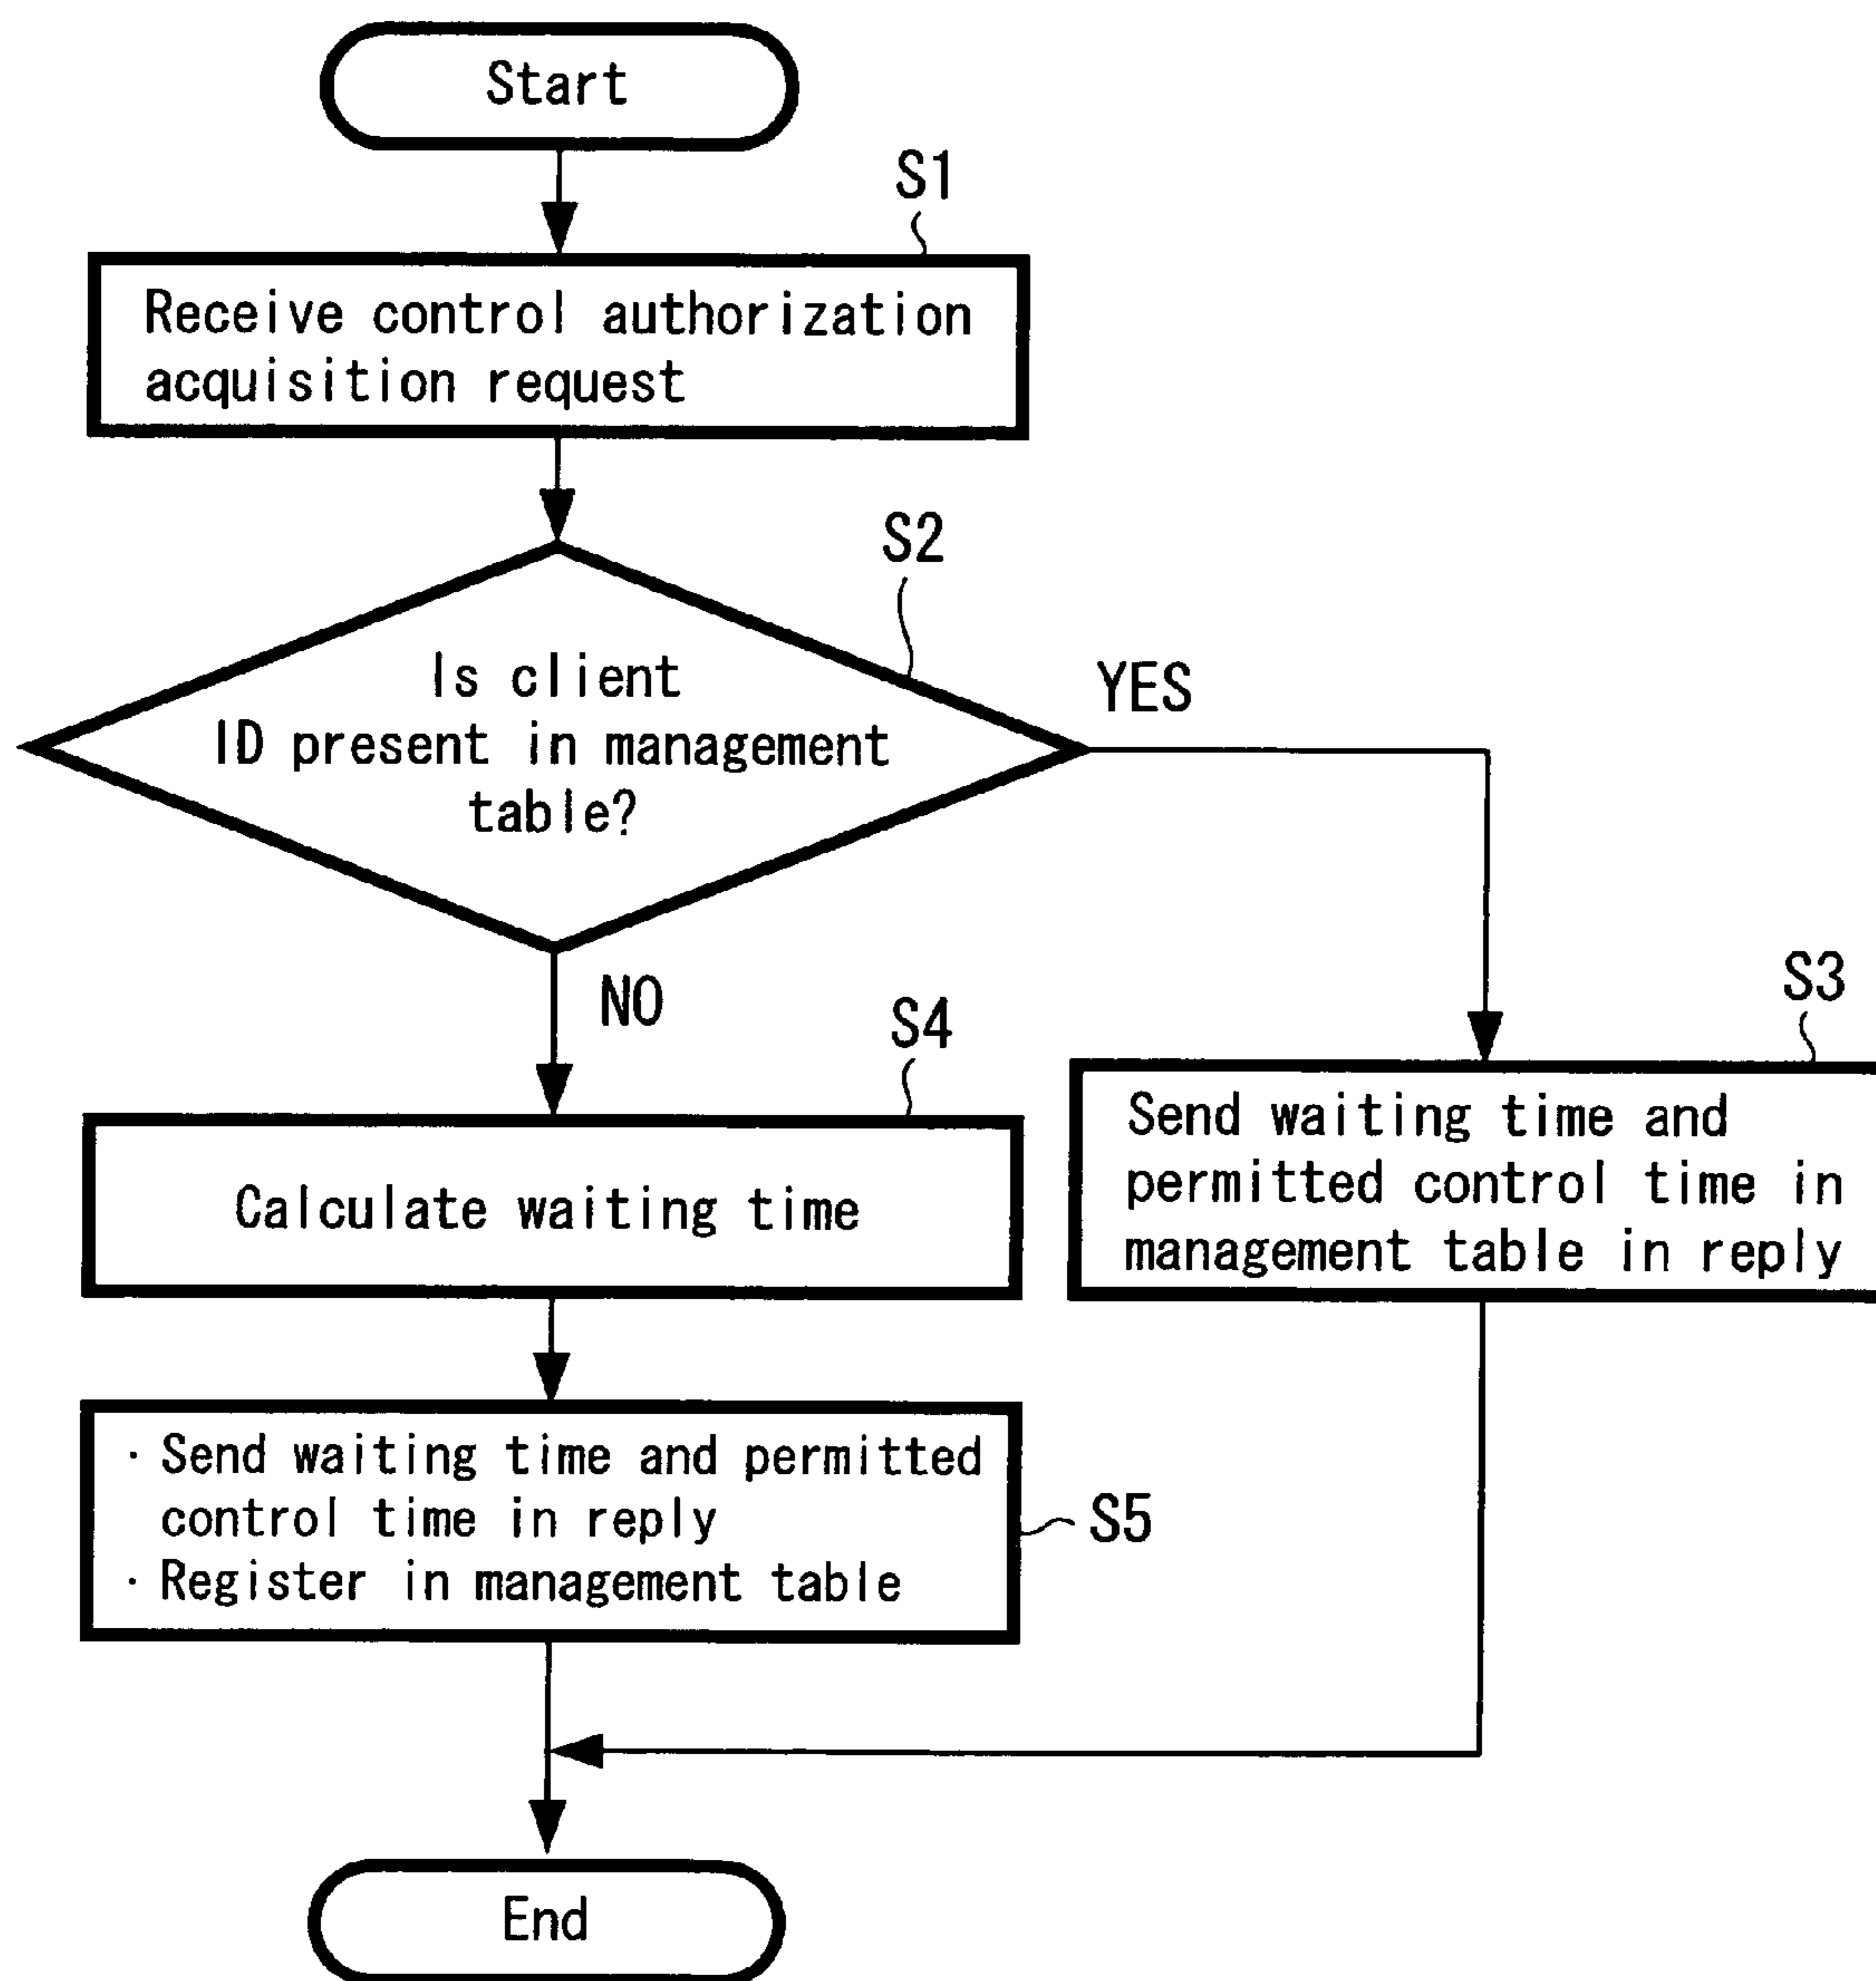 Start
S1
Receive control authorization
acquisition request
S2
Is client
ID present in management
table?
YES
NO
S3
Send waiting time and
permitted control time in
management table in reply
S4
Calculate waiting time
· Send waiting time and permitted
control time in reply
· Register in management table
S5
End